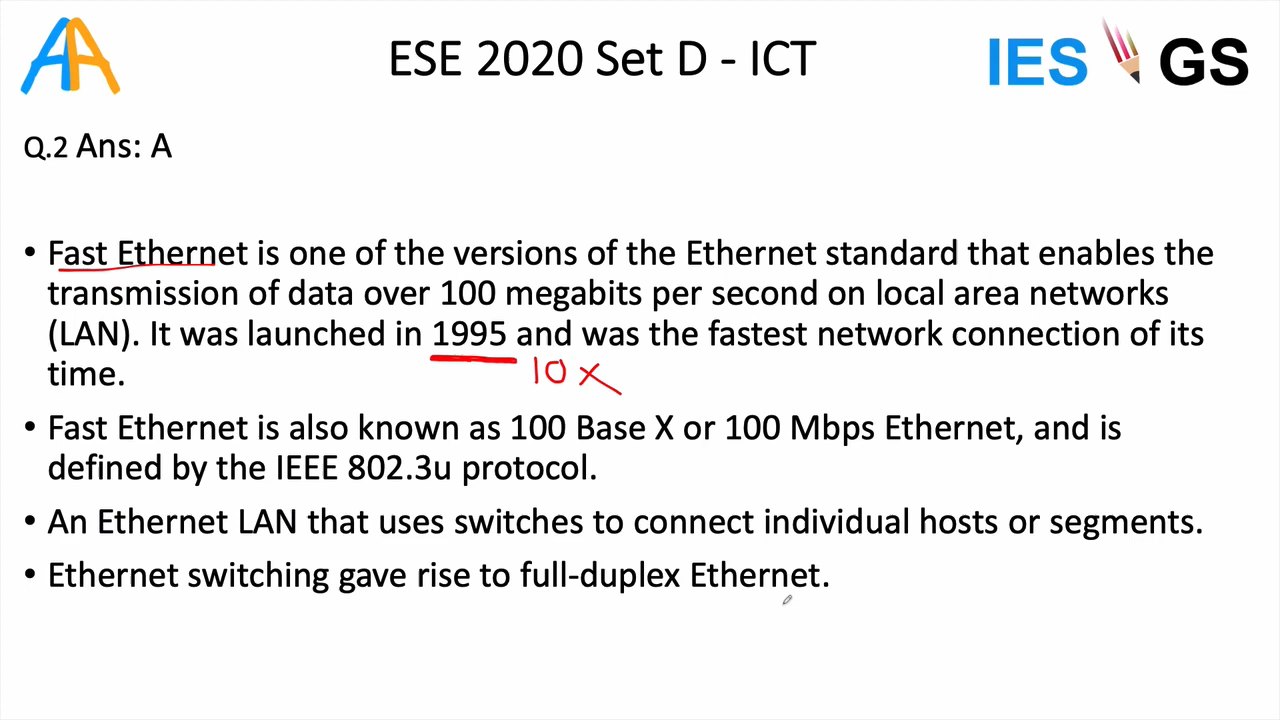 AA
ESE 2020 Set D - ICT
IES GS
Q.2 Ans: A
• Fast Ethernet is one of the versions of the Ethernet standard that enables the
transmission of data over 100 megabits per second on local area networks
(LAN). It was launched in 1995 and was the fastest network connection of its
time.
10 x
• Fast Ethernet is also known as 100 Base X or 100 Mbps Ethernet, and is
defined by the IEEE 802.3u protocol.
• An Ethernet LAN that uses switches to connect individual hosts or segments.
• Ethernet switching gave rise to full-duplex Ethernet.